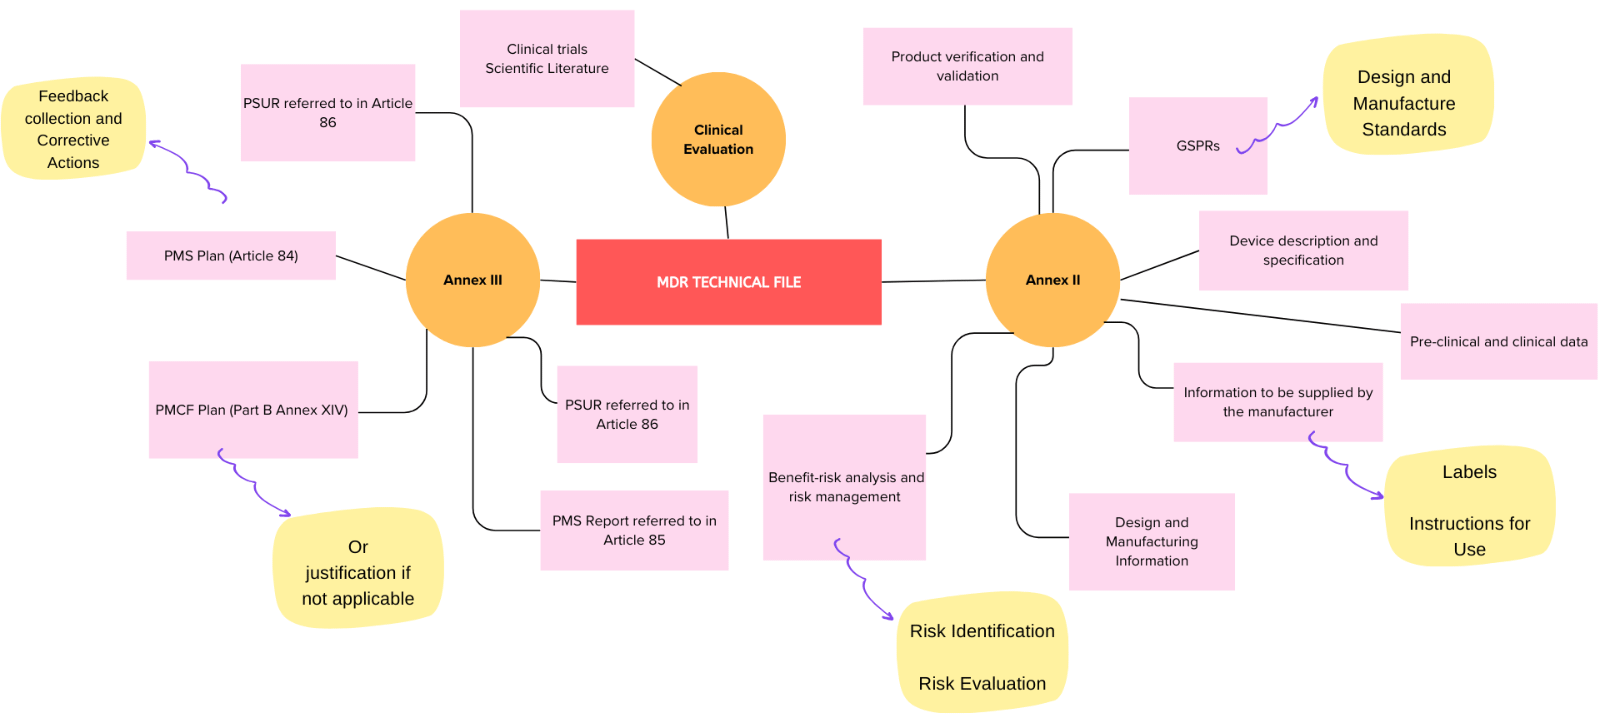 Clinical trials
Scientific Literature
Product verification and
validation
Design and
Manufacture
Standards
Feedback
collection and
Corrective
Actions
PSUR referred to in Article
86
Clinical
Evaluation
GSPRs
PMS Plan (Article 84)
Annex III
MDR TECHNICAL FILE
Annex II
Device description and
specification
Pre-clinical and clinical data
PMCF Plan (Part B Annex XIV)
PSUR referred to in
Article 86
Information to be supplied by
the manufacturer
Benefit-risk analysis and
risk management
Labels
Instructions for
Use
PMS Report referred to in
Article 85
Design and
Manufacturing
Information
Or
justification if
not applicable
Risk Identification
Risk Evaluation